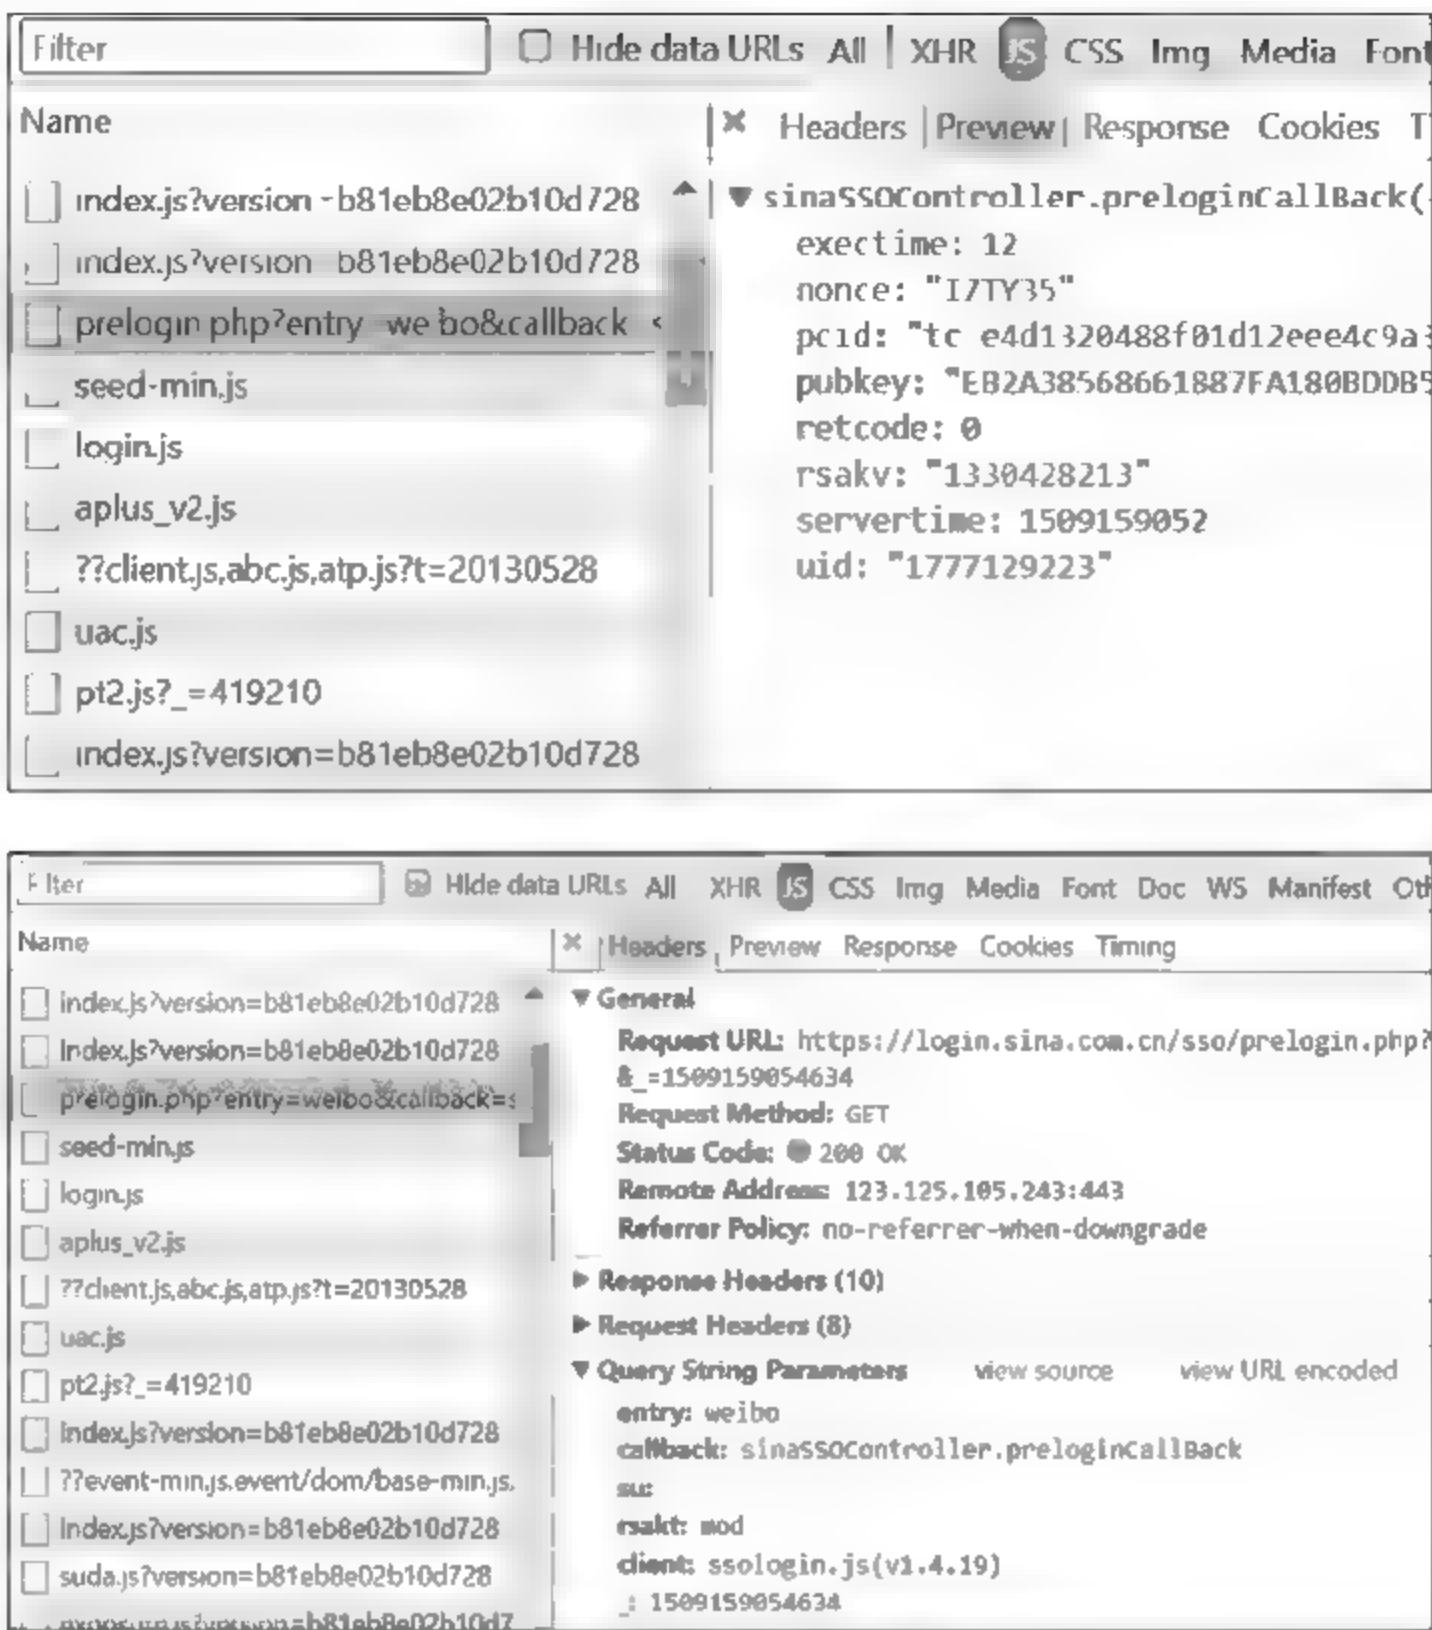 Filter Hide data URLs All XHR JS CSS Img Media Font
Name
Headers Preview Response Cookies
index.js?version b81eb8e02b10d728
index.js?version b81eb8e02b10d728
prelogin php?entry weibo&callback
seed-min.js
login.js
aplus_v2.js
??client.js,abc.js,atp.js?t=20130528
uac.js
pt2.js?_=419210
index.js?version=b81eb8e02b10d728
sinaSSOController.preloginCallBack(
exectime: 12
nonce: "I7TY35"
pcid: "tc e4d1320488f01d12eee4c9a3
pubkey: "EB2A38568661887FA180BDDB5
retcode: 0
rsakv: "1330428213"
servertime: 1509159052
uid: "1777129223"
Filter Hide data URLs All XHR JS CSS Img Media Font Doc WS Manifest Oth
Name
Headers Preview Response Cookies Timing
index.js?version=b81eb8e02b10d728
index.js?version=b81eb8e02b10d728
prelogin.php?entry=weibo&callback=s
seed-min.js
login.js
aplus_v2.js
??client.js,abc.js,atp.js?t=20130528
uac.js
pt2.js?_=419210
index.js?version=b81eb8e02b10d728
??event-min.js,event/dom/base-min.js,
index.js?version=b81eb8e02b10d728
suda.js?version=b81eb8e02b10d728
General
Request URL: https://login.sina.com.cn/sso/prelogin.php?
&_=1509159054634
Request Method: GET
Status Code: 200 OK
Remote Address: 123.125.105.243:443
Referrer Policy: no-referrer-when-downgrade
Response Headers (10)
Request Headers (8)
Query String Parameters view source view URL encoded
entry: weibo
callback: sinaSSOController.preloginCallBack
su:
rsakt: mod
client: ssologin.js(v1.4.19)
_: 1509159054634